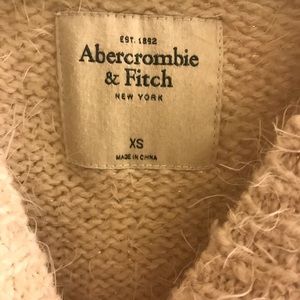 EST. 1892
Abercrombie
& Fitch
NEW YORK
XS
MADE IN CHINA